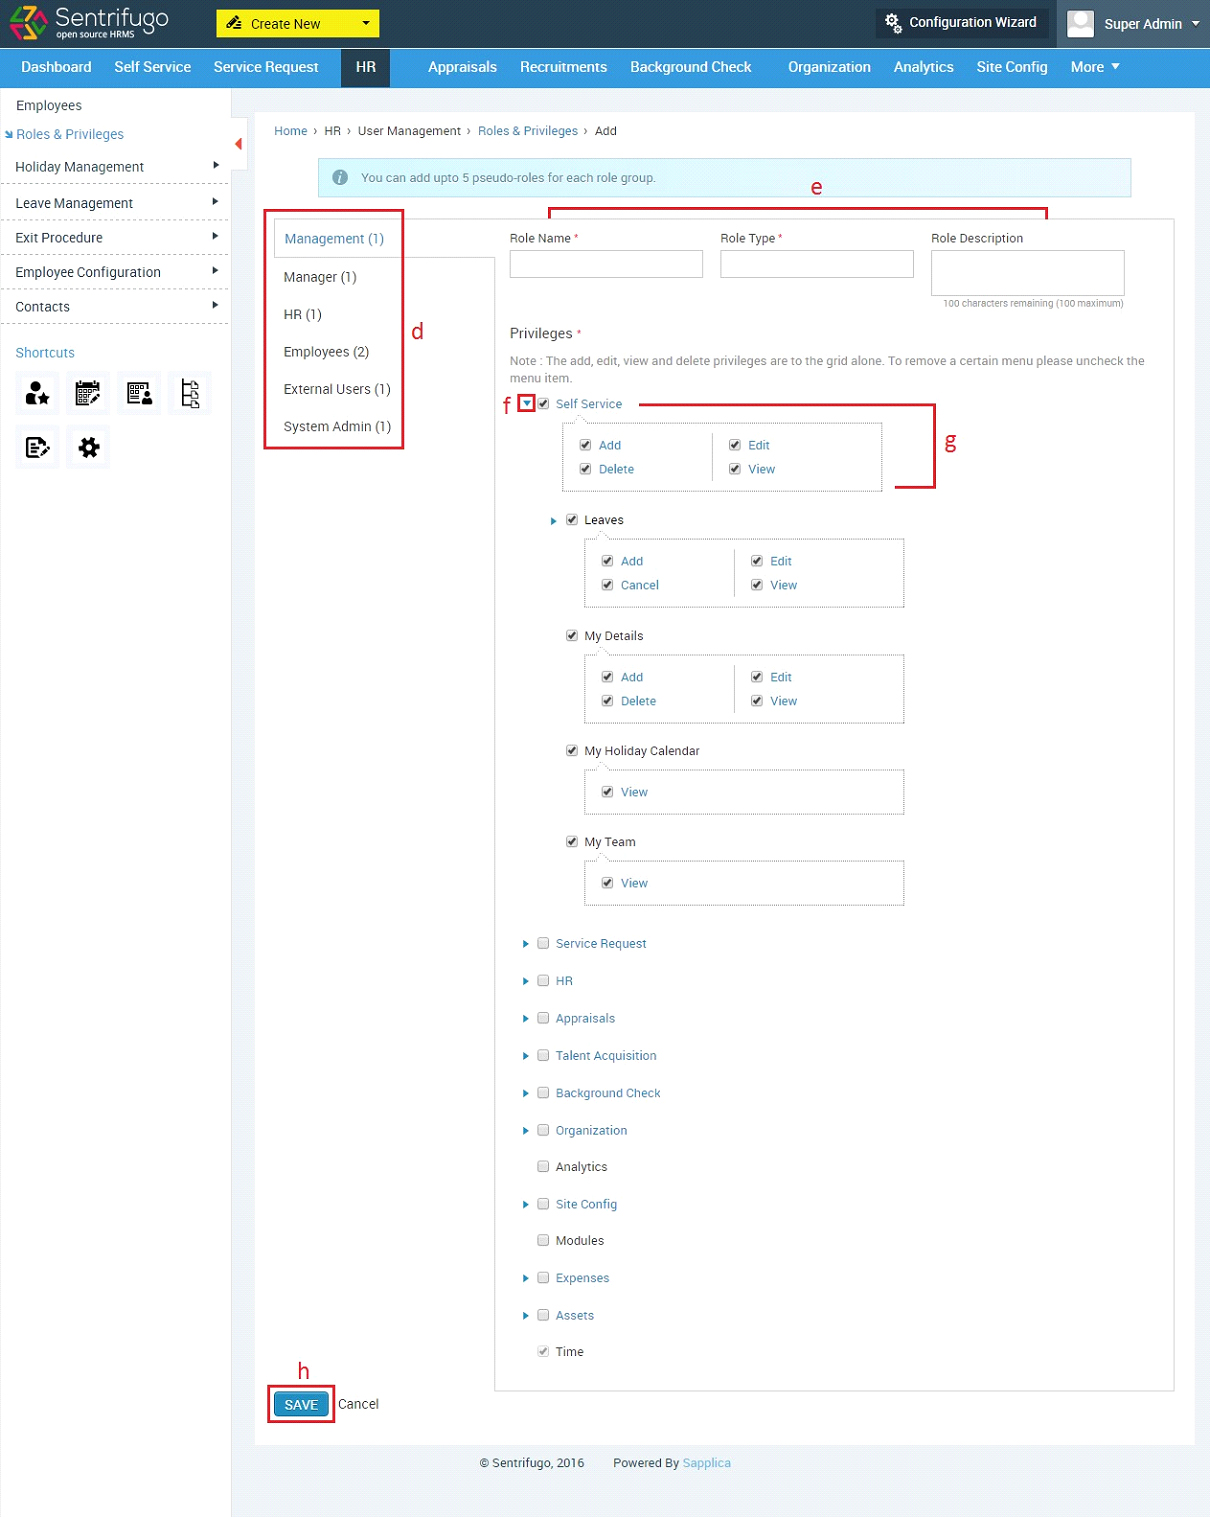 Sentrifugo
open source HRMS
Create New
Configuration Wizard
Super Admin
Dashboard Self Service Service Request HR Appraisals Recruitments Background Check Organization Analytics Site Config More
Employees
Roles & Privileges
Holiday Management
Leave Management
Exit Procedure
Employee Configuration
Contacts
Shortcuts
Home › HR › User Management › Roles & Privileges › Add
You can add upto 5 pseudo-roles for each role group.
e
Management (1)
Manager (1)
HR (1)
Employees (2)
External Users (1)
System Admin (1)
d
Role Name * Role Type * Role Description
100 characters remaining (100 maximum)
Privileges *
Note : The add, edit, view and delete privileges are to the grid alone. To remove a certain menu please uncheck the
menu item.
f Self Service
g
Add Edit
Delete View
Leaves
Add Edit
Cancel View
My Details
Add Edit
Delete View
My Holiday Calendar
View
My Team
View
Service Request
HR
Appraisals
Talent Acquisition
Background Check
Organization
Analytics
Site Config
Modules
Expenses
Assets
Time
h
SAVE Cancel
© Sentrifugo, 2016 Powered By Sapplica